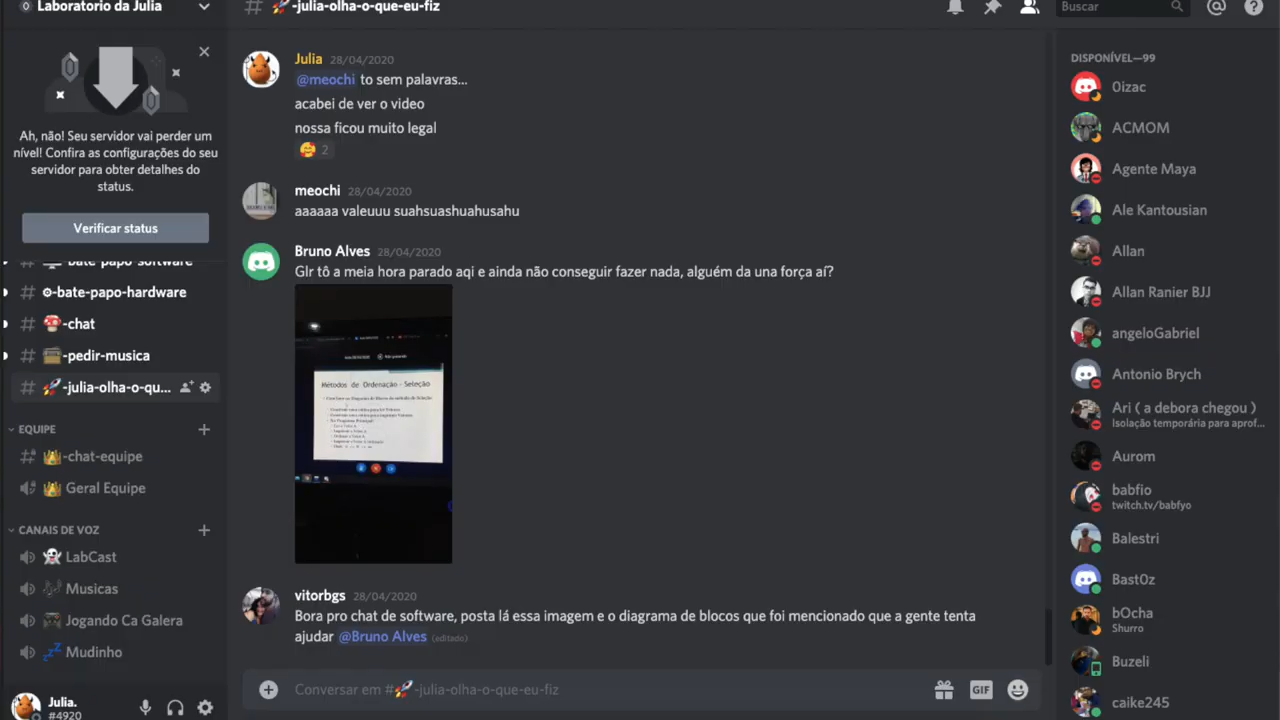 Laboratorio da Julia
Ah, não! Seu servidor vai perder um
nível! Confira as configurações do seu
servidor para obter detalhes do
status.
Verificar status
bate-papo-software
-bate-papo-hardware
-chat
-pedir-musica
-julia-olha-o-qu...
EQUIPE
-chat-equipe
Geral Equipe
CANAIS DE VOZ
LabCast
Musicas
Jogando Ca Galera
Mudinho
Julia.
#4920
-julia-olha-o-que-eu-fiz
Buscar
Julia 28/04/2020
@meochi to sem palavras...
acabei de ver o video
nossa ficou muito legal
2
meochi 28/04/2020
aaaaaa valeuuu suahsuashuahusahu
Bruno Alves 28/04/2020
Glr tô a meia hora parado aqi e ainda não conseguir fazer nada, alguém da una força aí?
Métodos de Ordenação - Seleção
vitorbgs 28/04/2020
Bora pro chat de software, posta lá essa imagem e o diagrama de blocos que foi mencionado que a gente tenta
ajudar @Bruno Alves (editado)
Conversar em #-julia-olha-o-que-eu-fiz
GIF
DISPONÍVEL—99
0izac
ACMOM
Agente Maya
Ale Kantousian
Allan
Allan Ranier BJJ
angeloGabriel
Antonio Brych
Ari ( a debora chegou )
Isolação temporária para aprof...
Aurom
babfio
twitch.tv/babfyo
Balestri
Bast0z
bOcha
Shurro
Buzeli
caike245